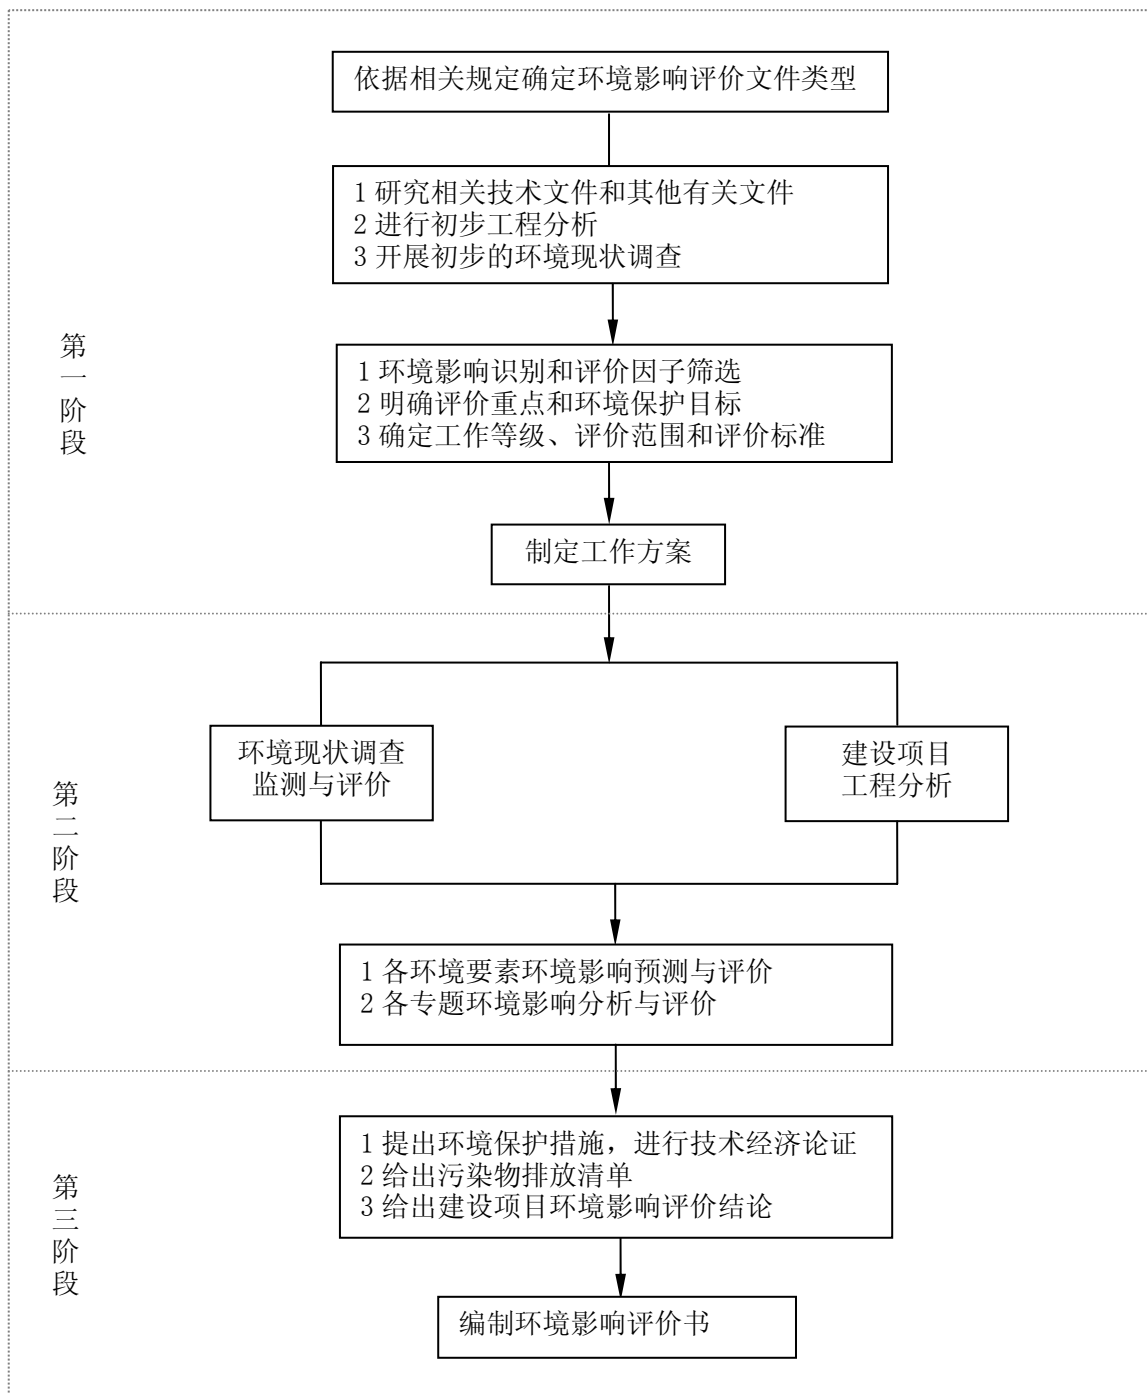 依据相关规定确定环境影响评价文件类型
1 研究相关技术文件和其他有关文件
2 进行初步工程分析
3 开展初步的环境现状调查
第一阶段
1 环境影响识别和评价因子筛选
2 明确评价重点和环境保护目标
3 确定工作等级、评价范围和评价标准
制定工作方案
第二阶段
环境现状调查
监测与评价
建设项目
工程分析
1 各环境要素环境影响预测与评价
2 各专题环境影响分析与评价
第三阶段
1 提出环境保护措施，进行技术经济论证
2 给出污染物排放清单
3 给出建设项目环境影响评价结论
编制环境影响评价书